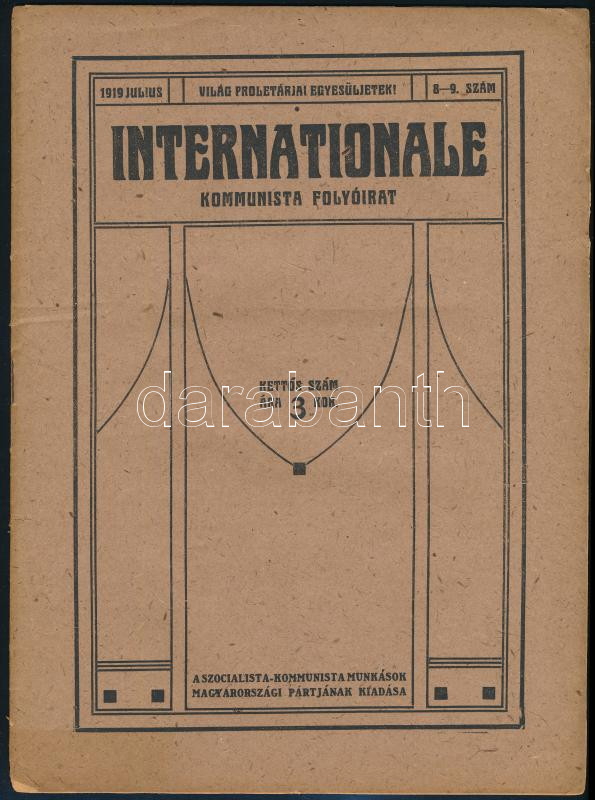 1919 JULIUS
VILÁG PROLETÁRJAI EGYESÜLJETEK!
8—9. SZÁM
INTERNATIONALE
KOMMUNISTA FOLYÓIRAT
KETTŐS SZÁM
ÁRA 3 KOR.
darabanth
A SZOCIALISTA-KOMMUNISTA MUNKÁSOK
MAGYARORSZÁGI PÁRTJÁNAK KIADÁSA